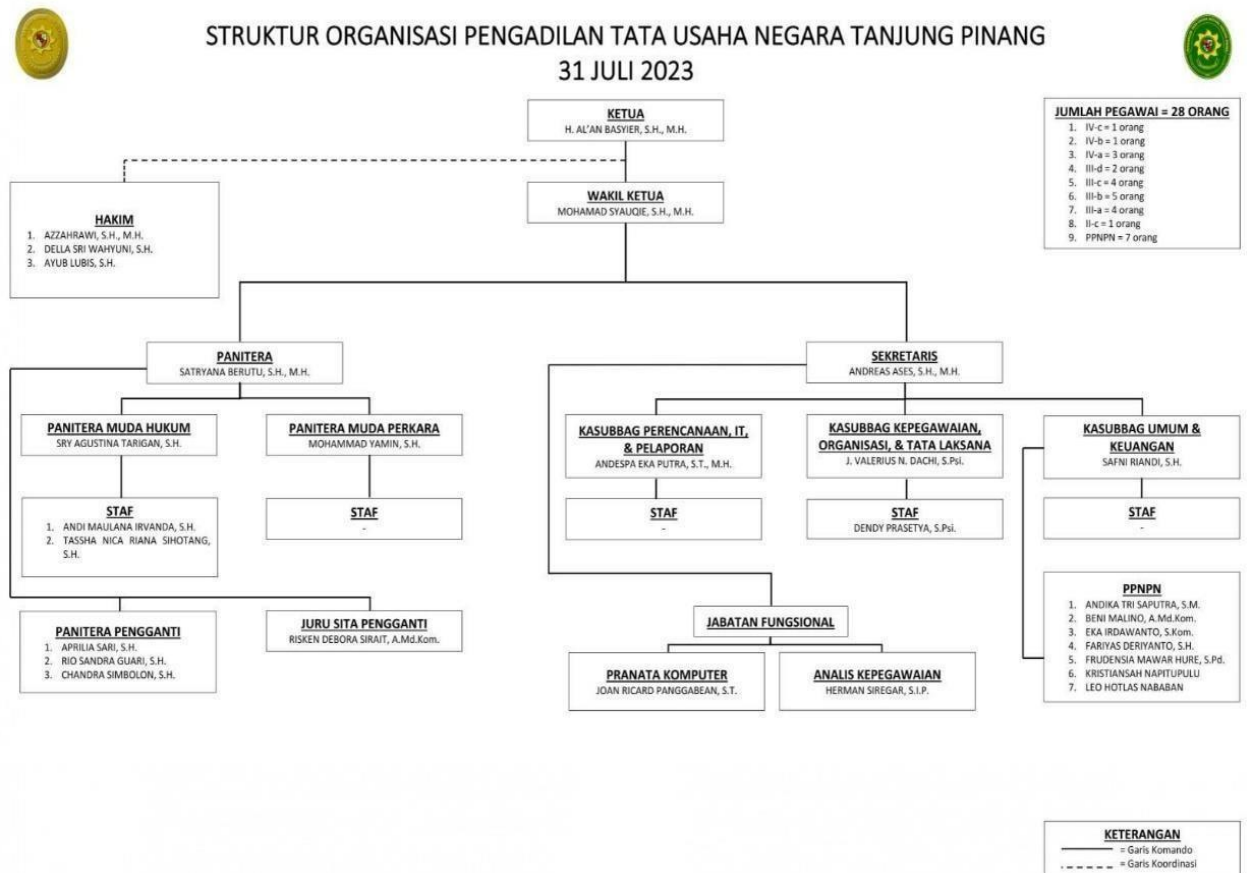 STRUKTUR ORGANISASI PENGADILAN TATA USAHA NEGARA TANJUNG PINANG
31 JULI 2023
KETUA
H. AL'AN BASYIER, S.H., M.H.
JUMLAH PEGAWAI = 28 ORANG
1. IV-c = 1 orang
2. IV-b = 1 orang
3. IV-a = 3 orang
4. III-d = 2 orang
5. III-c = 4 orang
6. III-b = 5 orang
7. III-a = 4 orang
8. II-c = 1 orang
9. PPNPN = 7 orang
WAKIL KETUA
MOHAMAD SYAUQIE, S.H., M.H.
HAKIM
1. AZZAHRAWI, S.H., M.H.
2. DELLA SRI WAHYUNI, S.H.
3. AYUB LUBIS, S.H.
PANITERA
SATRYANA BERUTU, S.H., M.H.
SEKRETARIS
ANDREAS ASES, S.H., M.H.
PANITERA MUDA HUKUM
SRY AGUSTINA TARIGAN, S.H.
PANITERA MUDA PERKARA
MOHAMMAD YAMIN, S.H.
KASUBBAG PERENCANAAN, IT,
& PELAPORAN
ANDESPA EKA PUTRA, S.T., M.H.
KASUBBAG KEPEGAWAIAN,
ORGANISASI, & TATA LAKSANA
J. VALERIUS N. DACHI, S.Psi.
KASUBBAG UMUM &
KEUANGAN
SAFNI RIANDI, S.H.
STAF
1. ANDI MAULANA IRVANDA, S.H.
2. TASSHA NICA RIANA SIHOTANG,
S.H.
STAF
-
STAF
-
STAF
DENDY PRASETYA, S.Psi.
STAF
-
PANITERA PENGGANTI
1. APRILIA SARI, S.H.
2. RIO SANDRA GUARI, S.H.
3. CHANDRA SIMBOLON, S.H.
JURU SITA PENGGANTI
RISKEN DEBORA SIRAIT, A.Md.Kom.
JABATAN FUNGSIONAL
PRANATA KOMPUTER
JOAN RICARD PANGGABEAN, S.T.
ANALIS KEPEGAWAIAN
HERMAN SIREGAR, S.I.P.
PPNPN
1. ANDIKA TRI SAPUTRA, S.M.
2. BENI MALINO, A.Md.Kom.
3. EKA IRDAWANTO, S.Kom.
4. FARIYAS DERIYANTO, S.H.
5. FRUDENSIA MAWAR HURE, S.Pd.
6. KRISTIANSAH NAPITUPULU
7. LEO HOTLAS NABABAN
KETERANGAN
= Garis Komando
= Garis Koordinasi